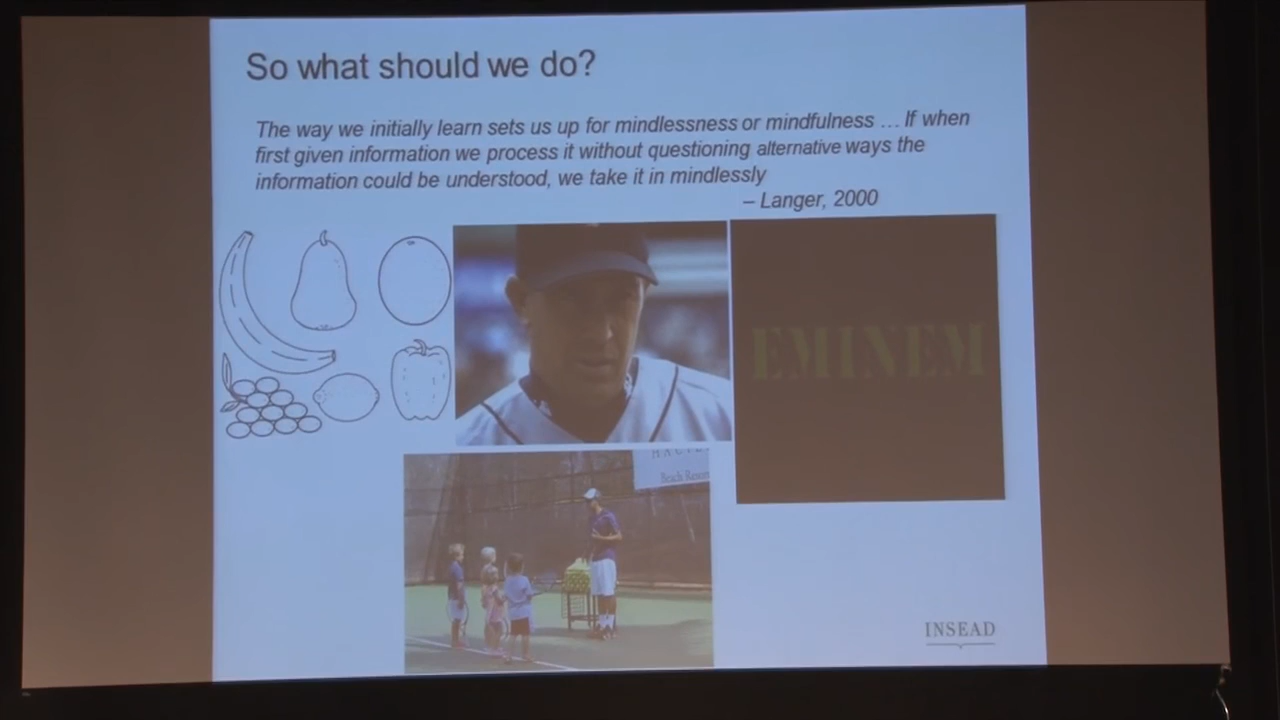 So what should we do?
The way we initially learn sets us up for mindlessness or mindfulness … If when
first given information we process it without questioning alternative ways the
information could be understood, we take it in mindlessly
– Langer, 2000
EMINEM
Beach Resort
INSEAD